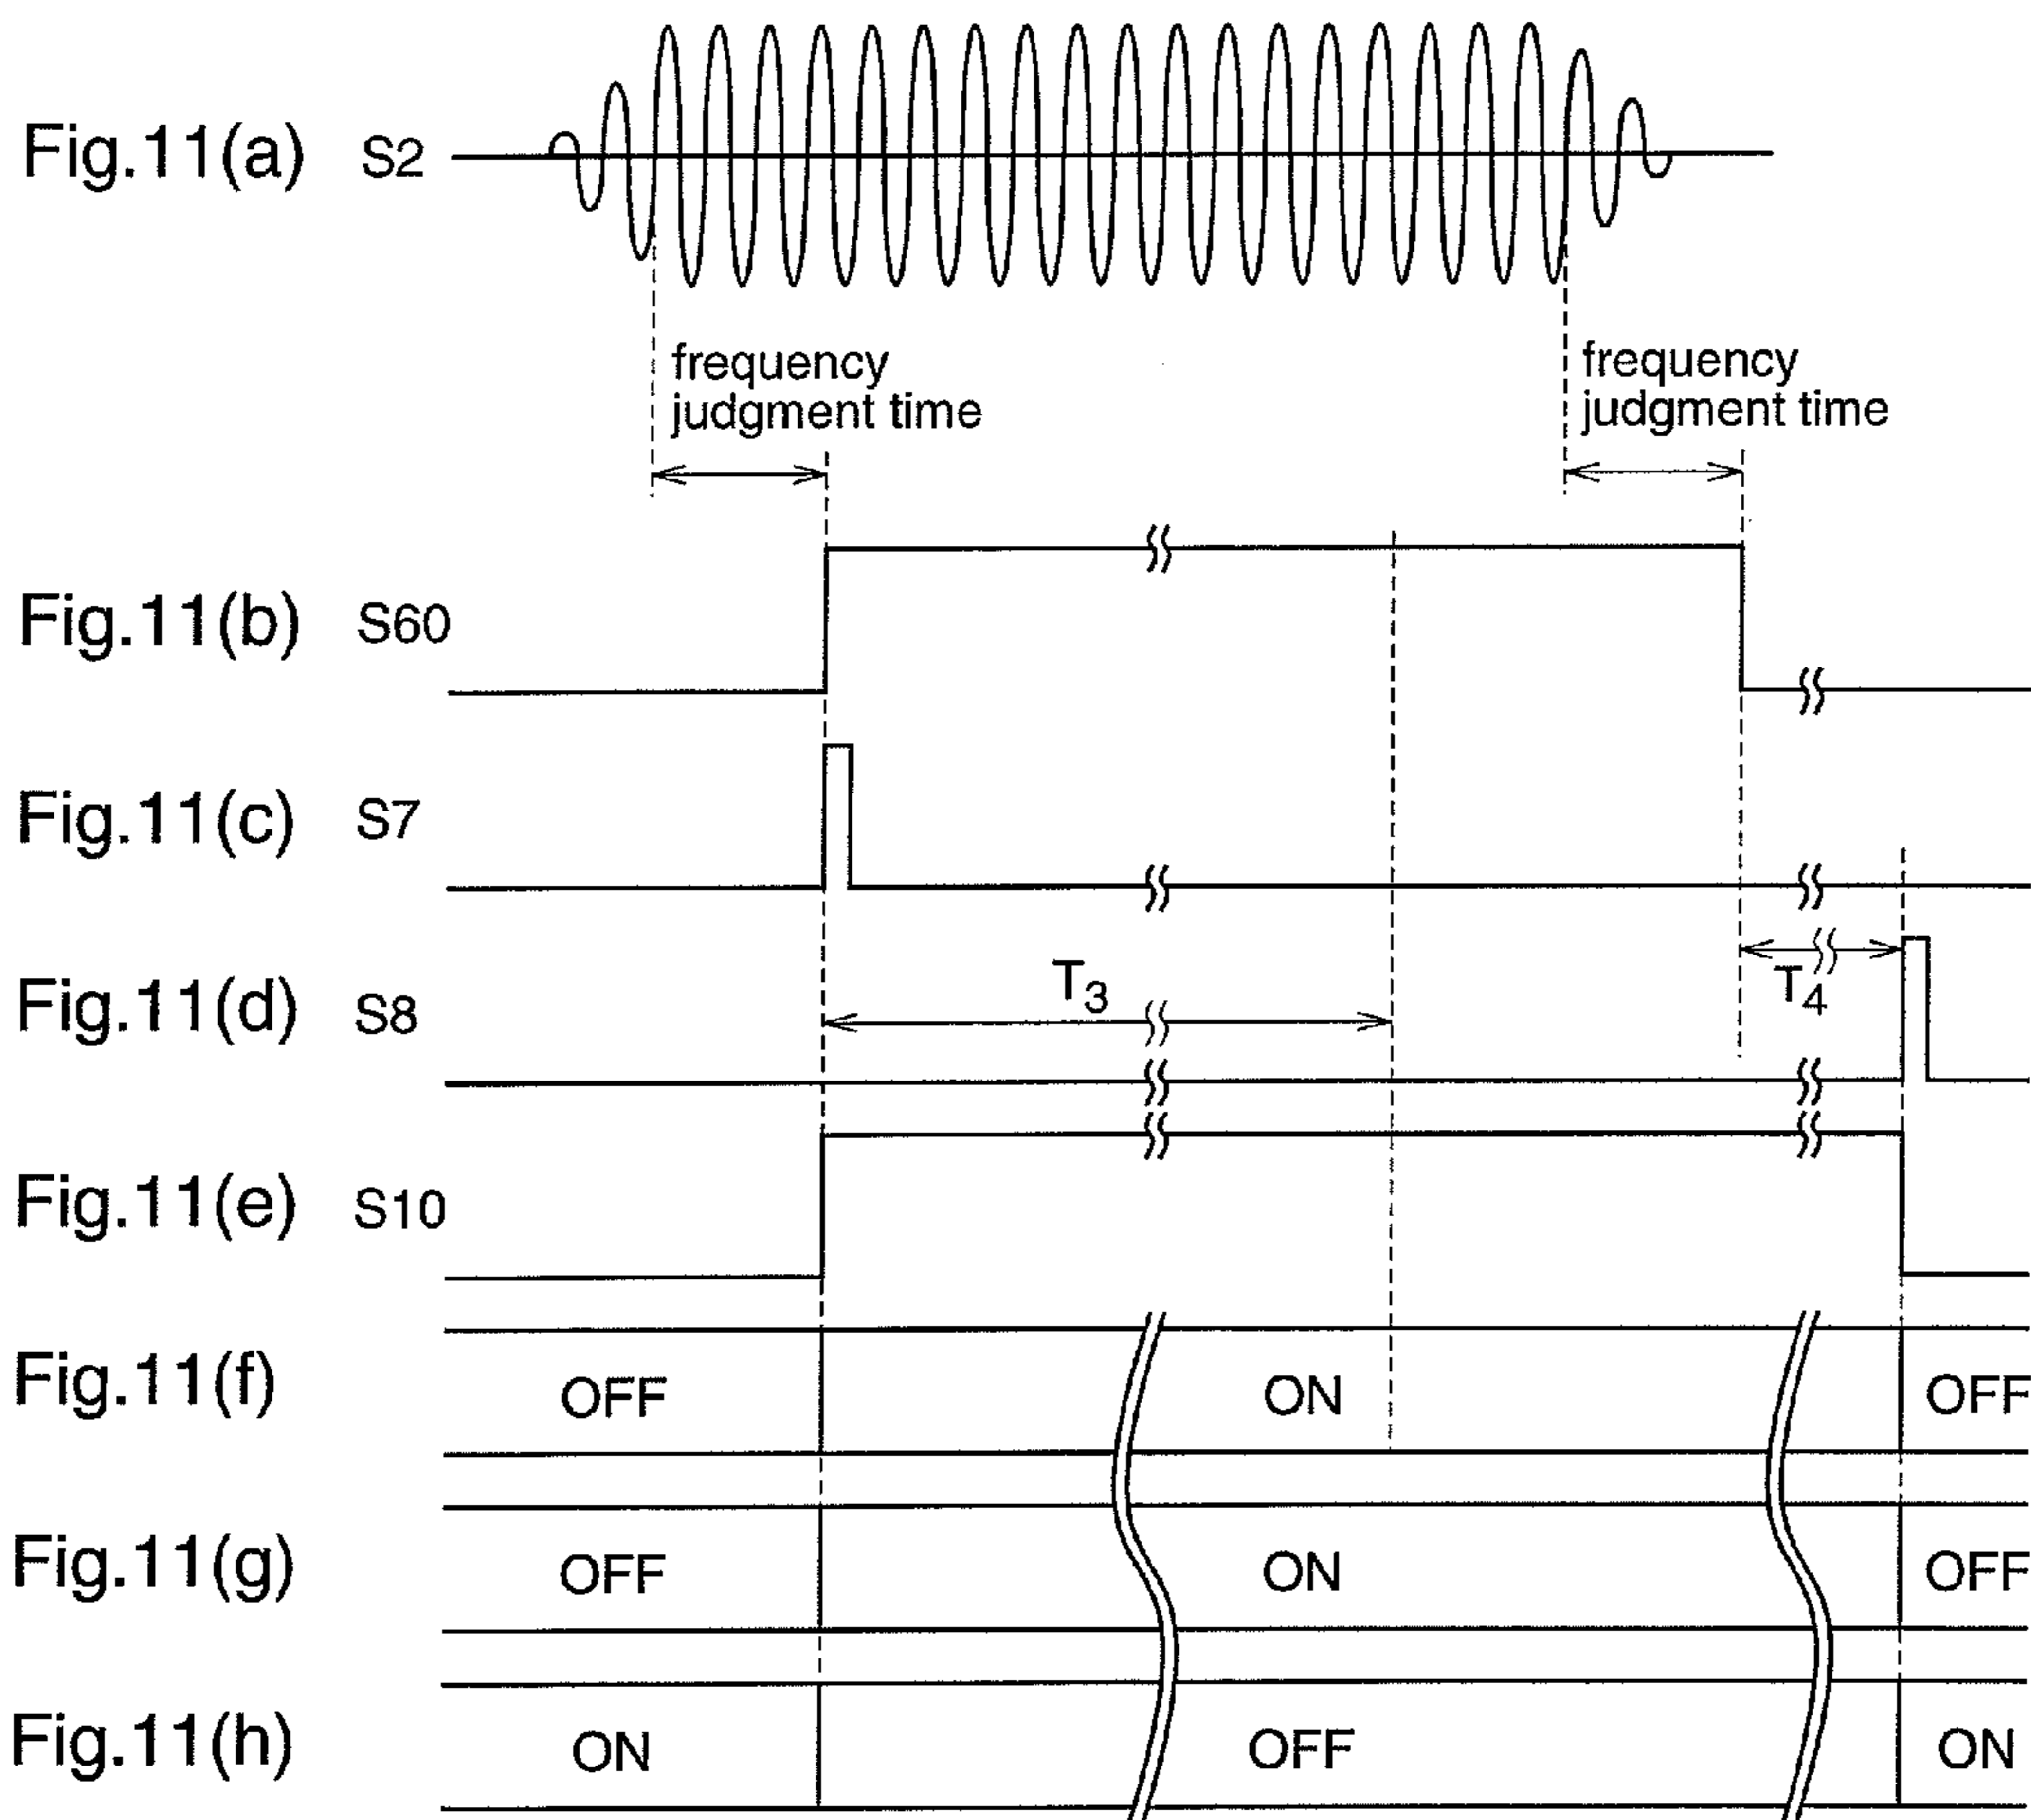 Fig.11(a) S2
frequency
judgment time
frequency
judgment time
Fig.11(b) S60
Fig.11(c) S7
Fig.11(d) S8
T3
T4
Fig.11(e) S10
Fig.11(f) OFF ON OFF
Fig.11(g) OFF ON OFF
Fig.11(h) ON OFF ON